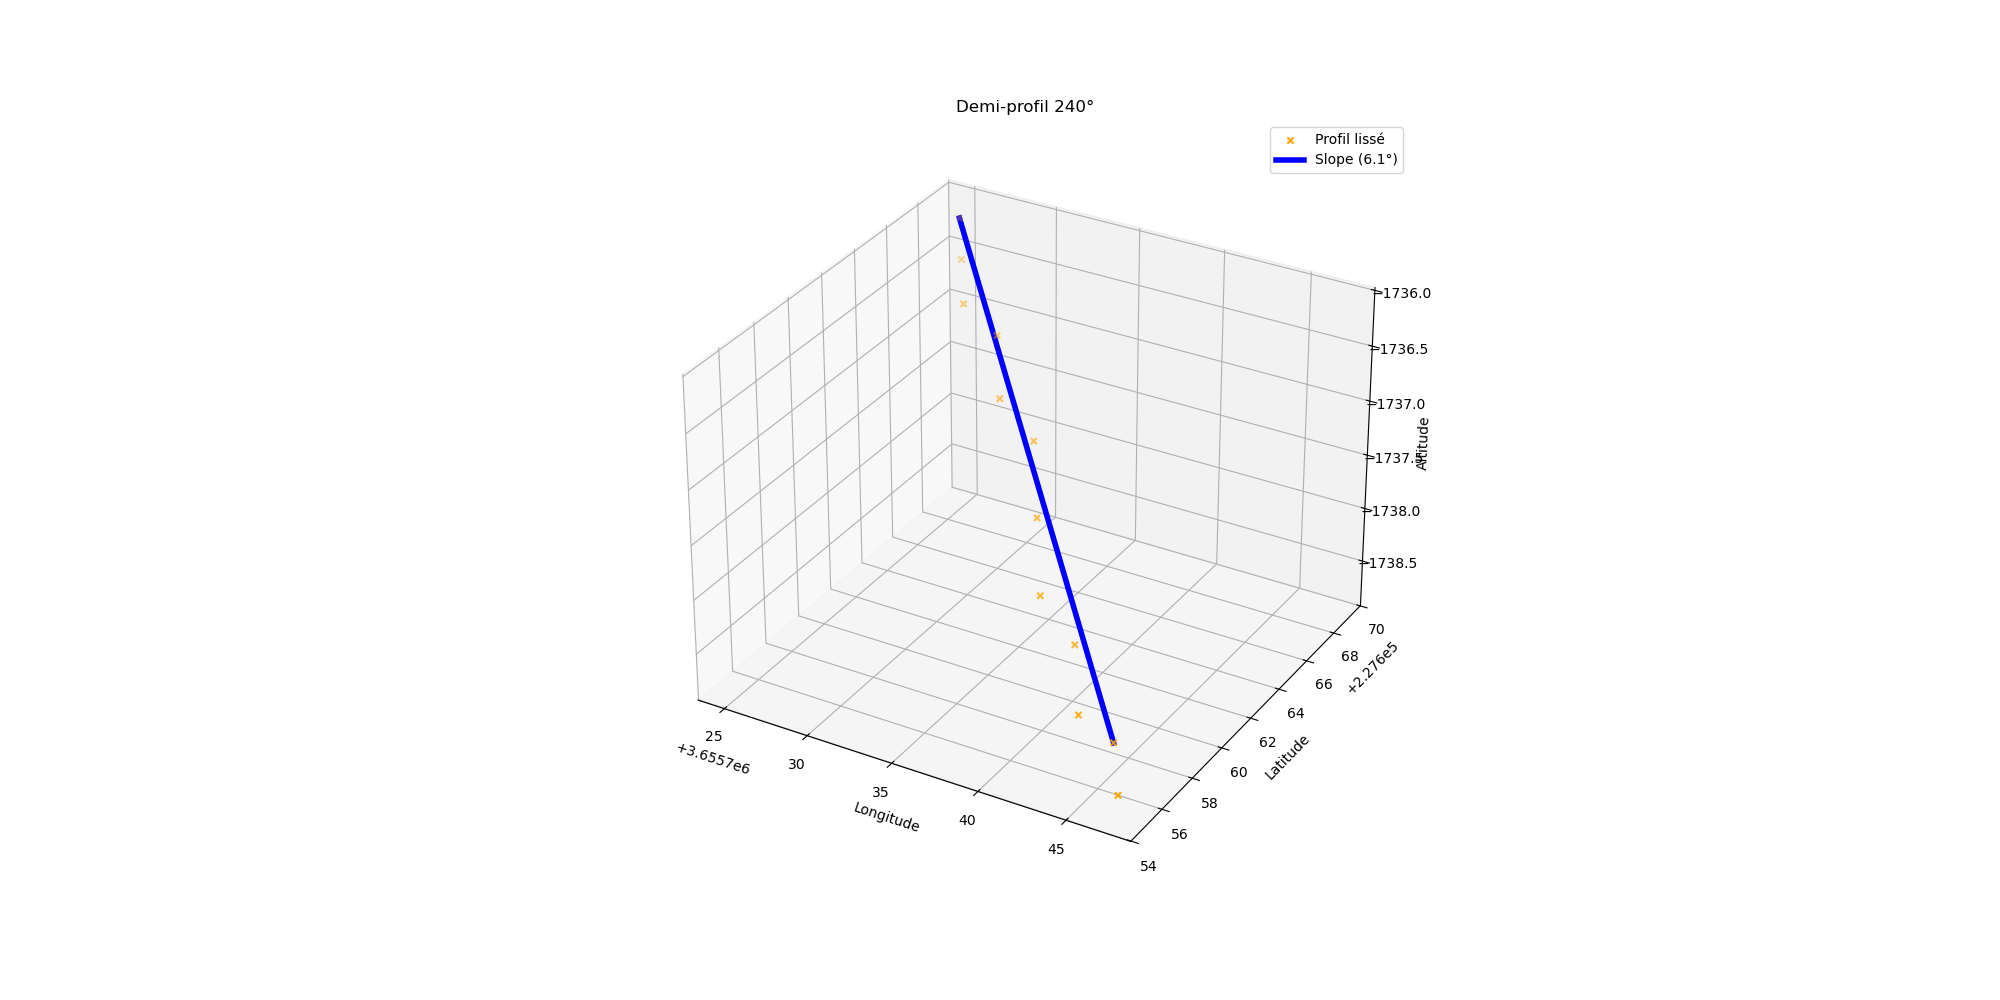 Demi-profil 240°
Profil lissé
Slope (6.1°)
−1736.0
−1736.5
−1737.0
−1737.5
−1738.0
−1738.5
Altitude
70
68
66
64
62
60
58
56
54
+2.276e5
Latitude
25
30
35
40
45
+3.6557e6
Longitude